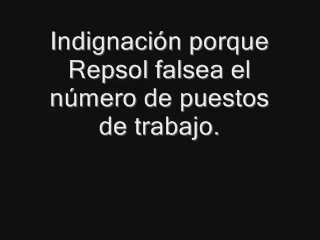 Indignación porque
Repsol falsea el
número de puestos
de trabajo.